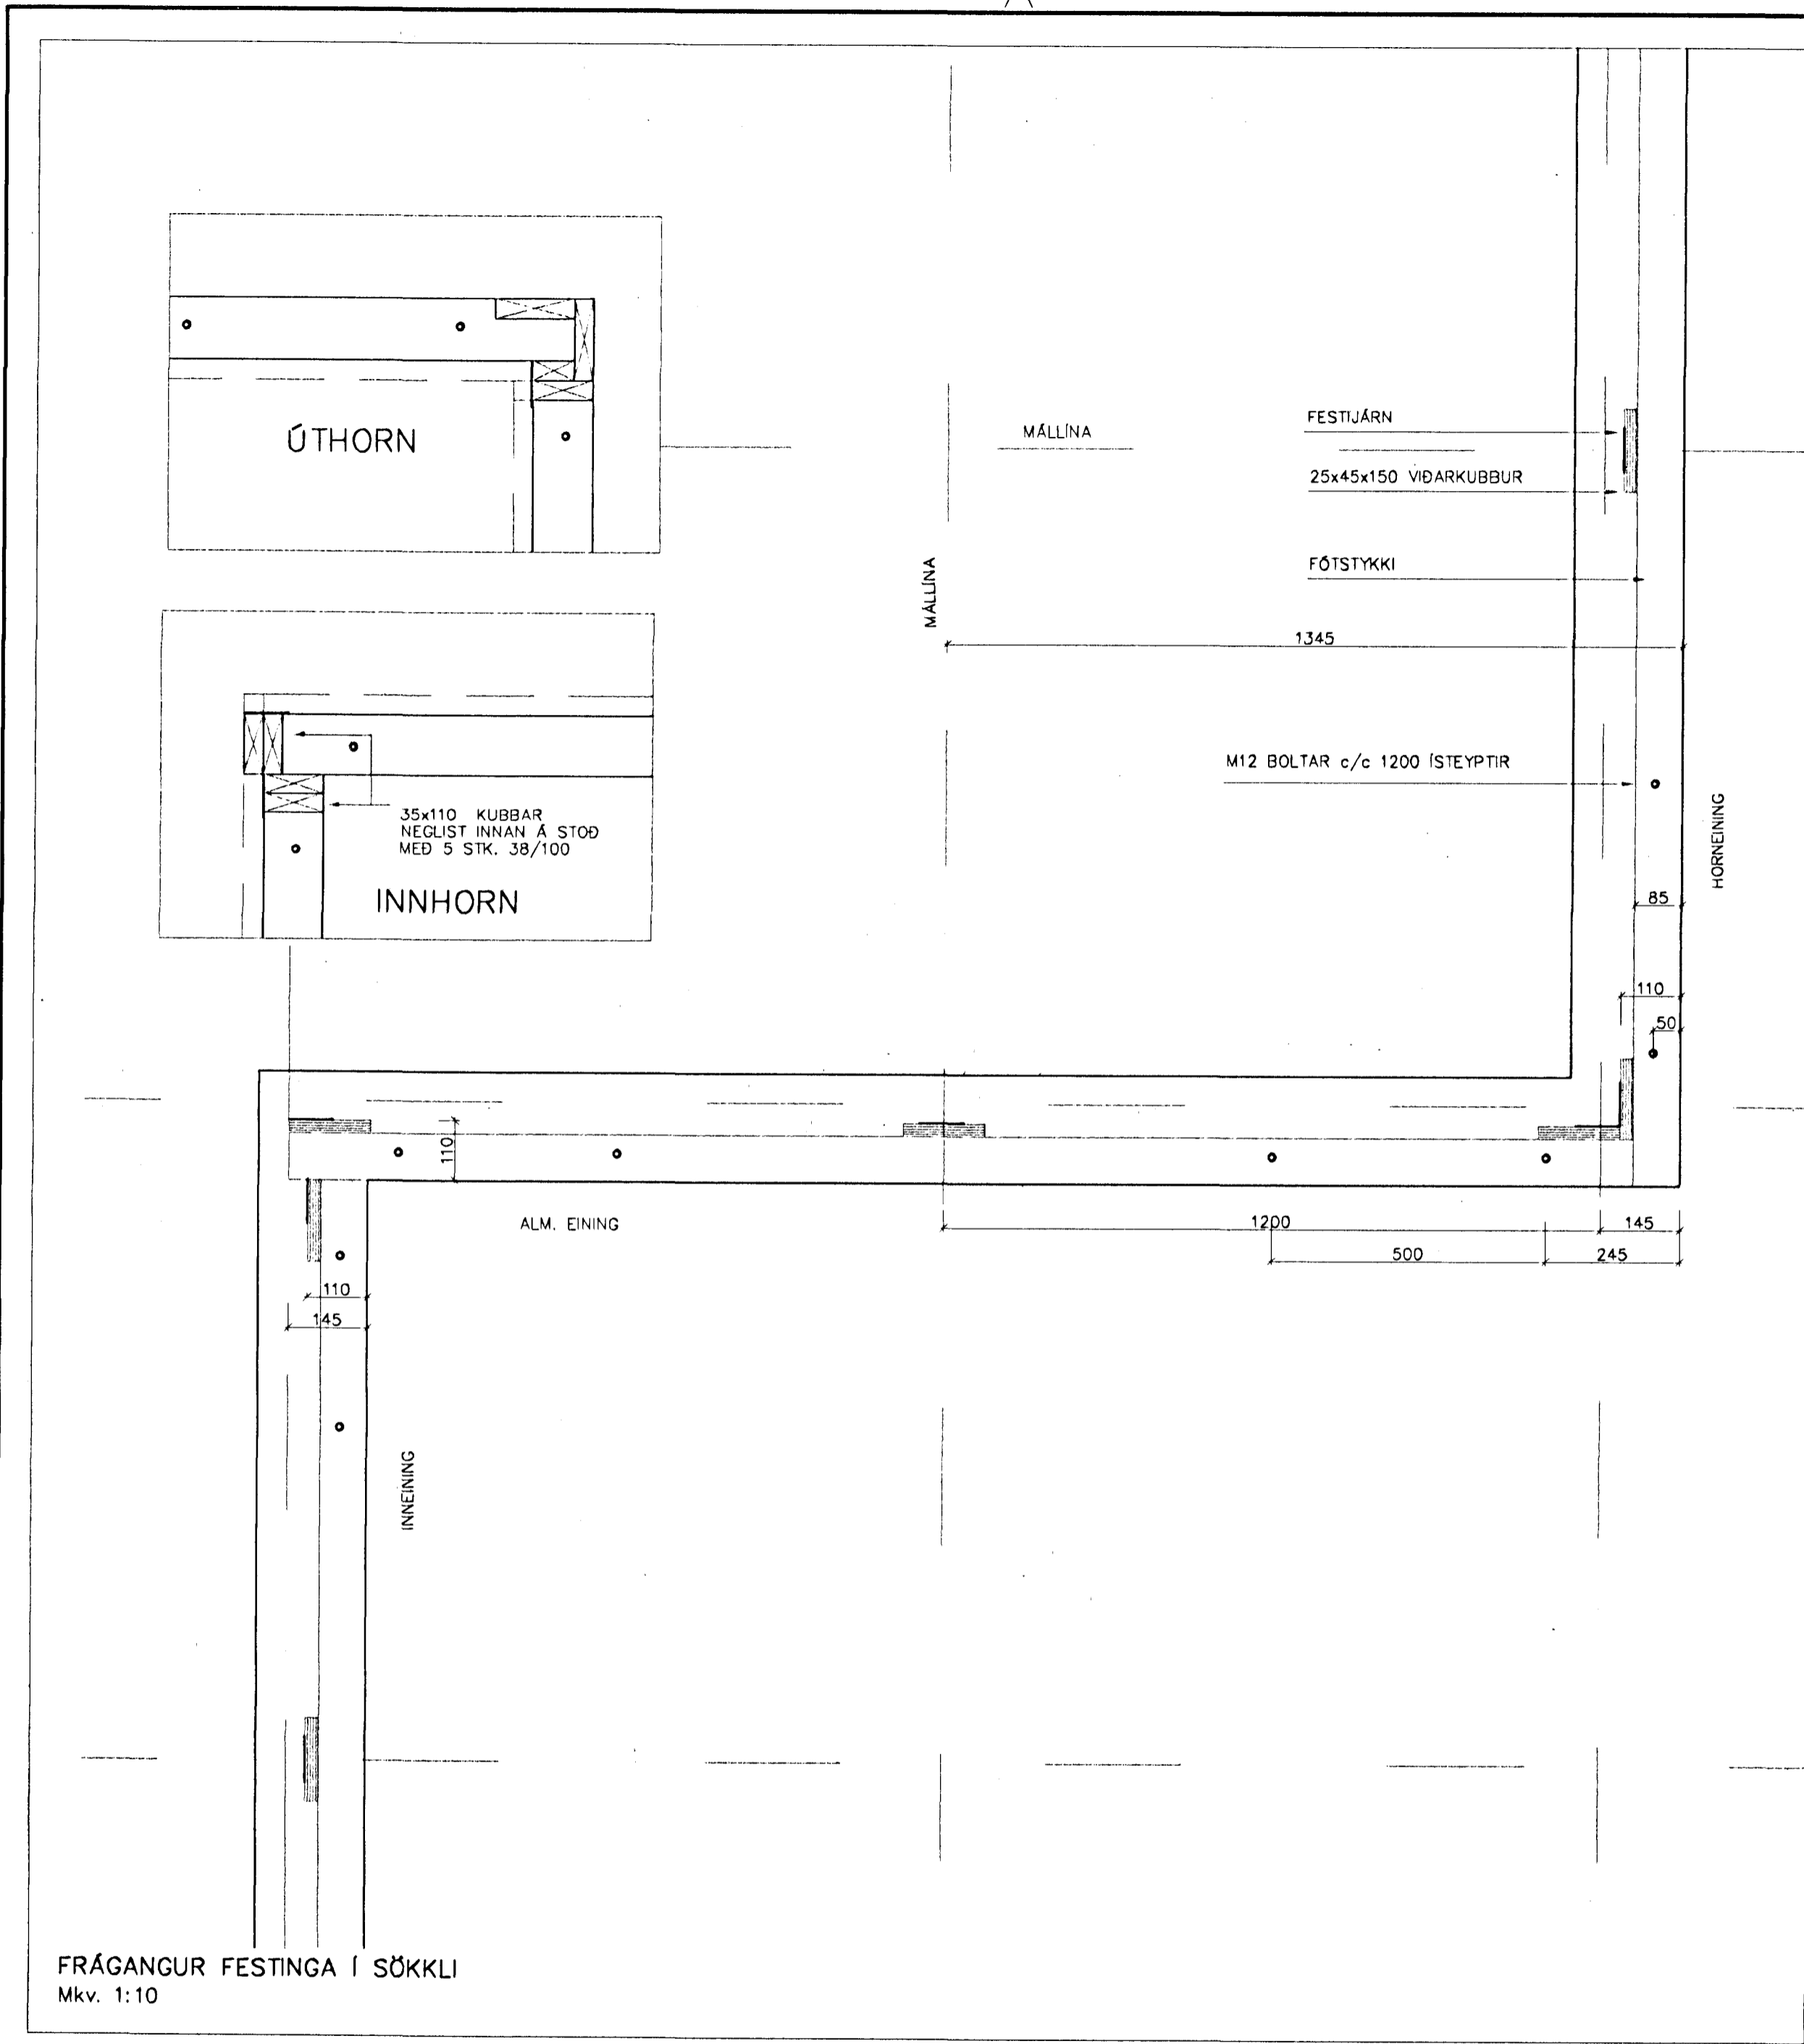 ÚTHORN
MÁLLÍNA
FESTIJÁRN
25x45x150 VIÐARKUBBUR
MÁLLÍNA
FÓTSTYKKI
1345
M12 BOLTAR c/c 1200 ÍSTEYPTIR
HORNEINING
35x110 KUBBAR
NEGLIST INNAN Á STOÐ
MEÐ 5 STK. 38/100
INNHORN
85
110
50
110
ALM. EINING
1200
145
500
245
110
145
INNEINING
FRÁGANGUR FESTINGA Í SÖKKLI
Mkv. 1:10